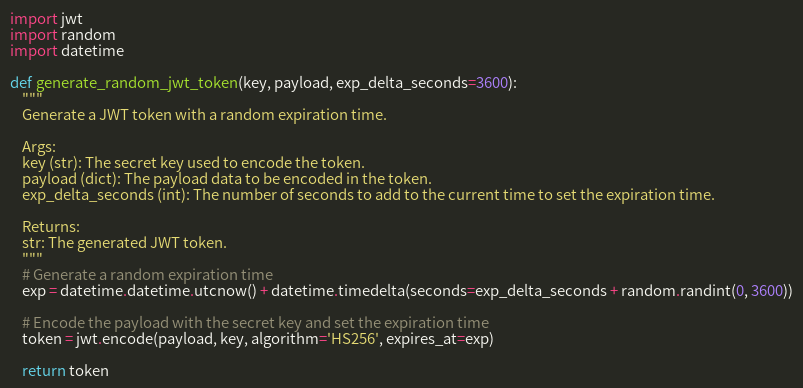 import jwt
import random
import datetime
def generate_random_jwt_token(key, payload, exp_delta_seconds=3600):
"""
Generate a JWT token with a random expiration time.
Args:
key (str): The secret key used to encode the token.
payload (dict): The payload data to be encoded in the token.
exp_delta_seconds (int): The number of seconds to add to the current time to set the expiration time.
Returns:
str: The generated JWT token.
"""
# Generate a random expiration time
exp = datetime.datetime.utcnow() + datetime.timedelta(seconds=exp_delta_seconds + random.randint(0, 3600))
# Encode the payload with the secret key and set the expiration time
token = jwt.encode(payload, key, algorithm='HS256', expires_at=exp)
return token